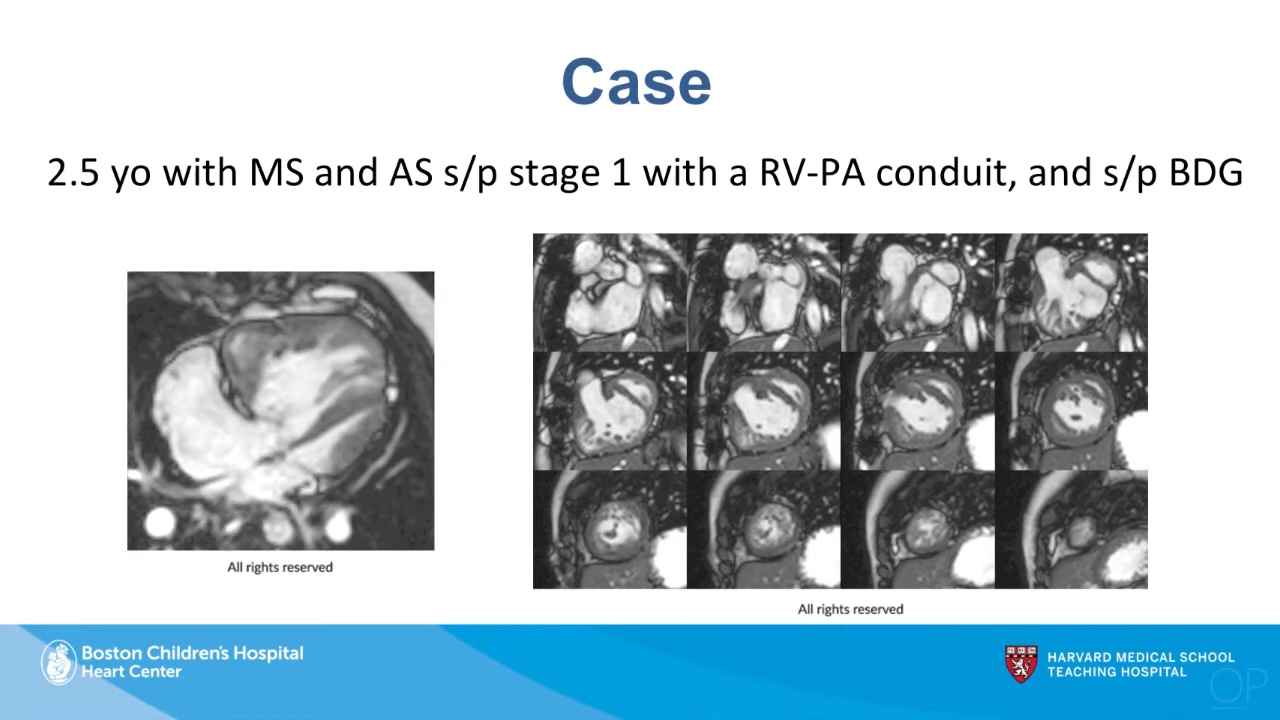 Case
2.5 yo with MS and AS s/p stage 1 with a RV-PA conduit, and s/p BDG
All rights reserved
All rights reserved
Boston Children's Hospital
Heart Center
HARVARD MEDICAL SCHOOL
TEACHING HOSPITAL
OP